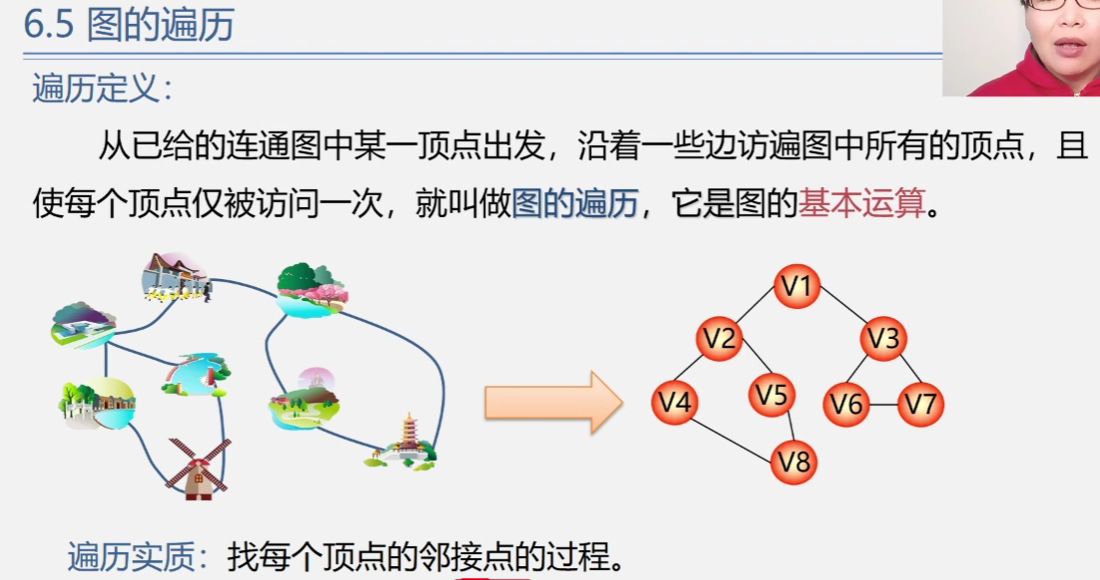 6.5 图的遍历
遍历定义：
从已给的连通图中某一顶点出发，沿着一些边访遍图中所有的顶点，且
使每个顶点仅被访问一次，就叫做图的遍历，它是图的基本运算。
V1
V2
V3
V4
V5
V6
V7
V8
遍历实质：找每个顶点的邻接点的过程。